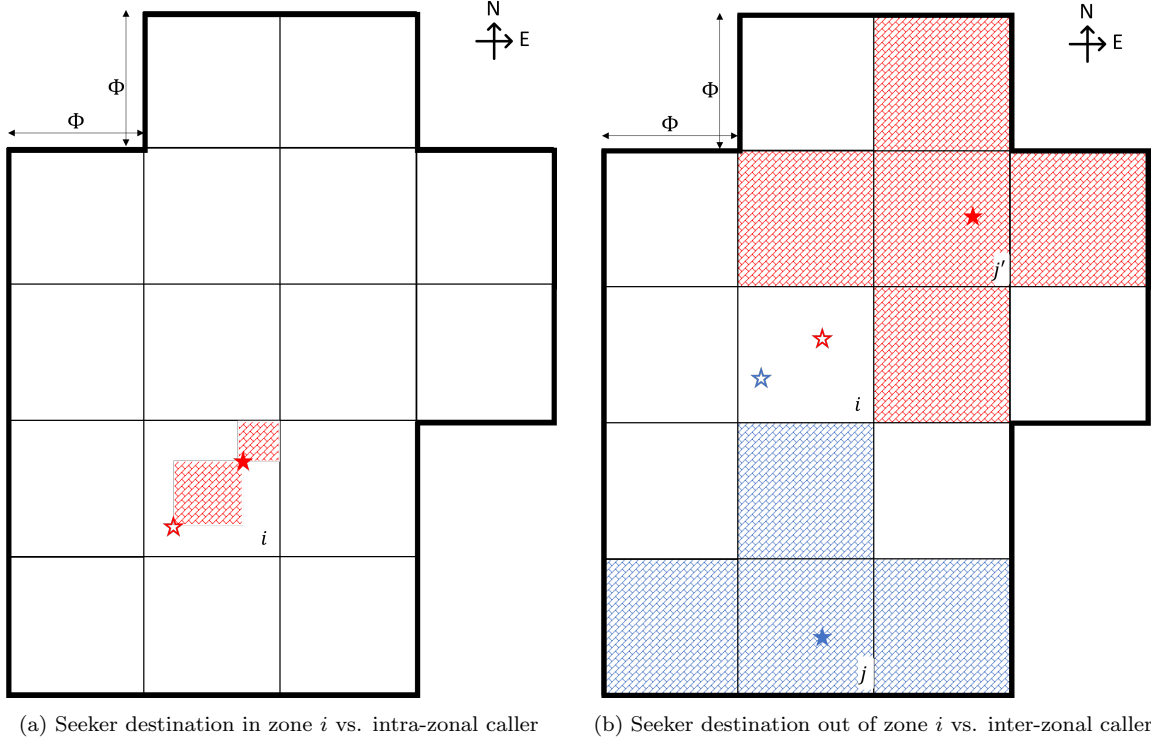 N
E
Φ
Φ
i
(a) Seeker destination in zone i vs. intra-zonal caller
N
E
Φ
Φ
j′
i
j
(b) Seeker destination out of zone i vs. inter-zonal caller